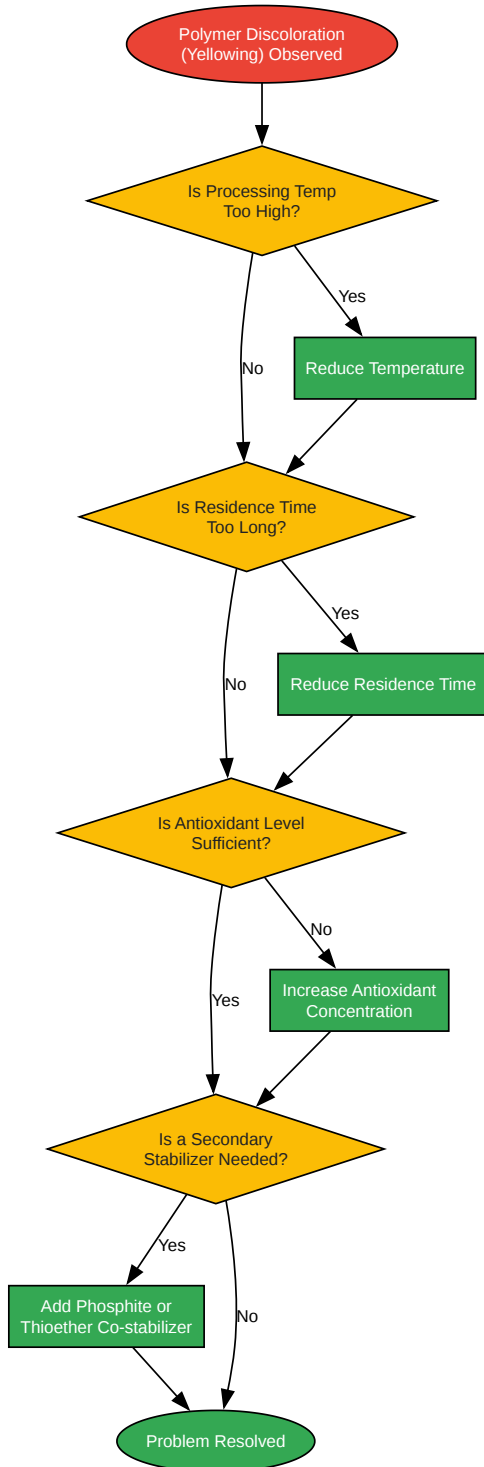 Polymer Discoloration
(Yellowing) Observed
Is Processing Temp
Too High?
Yes
No
Reduce Temperature
Is Residence Time
Too Long?
Yes
No
Reduce Residence Time
Is Antioxidant Level
Sufficient?
No
Yes
Increase Antioxidant
Concentration
Is a Secondary
Stabilizer Needed?
Yes
No
Add Phosphite or
Thioether Co-stabilizer
Problem Resolved